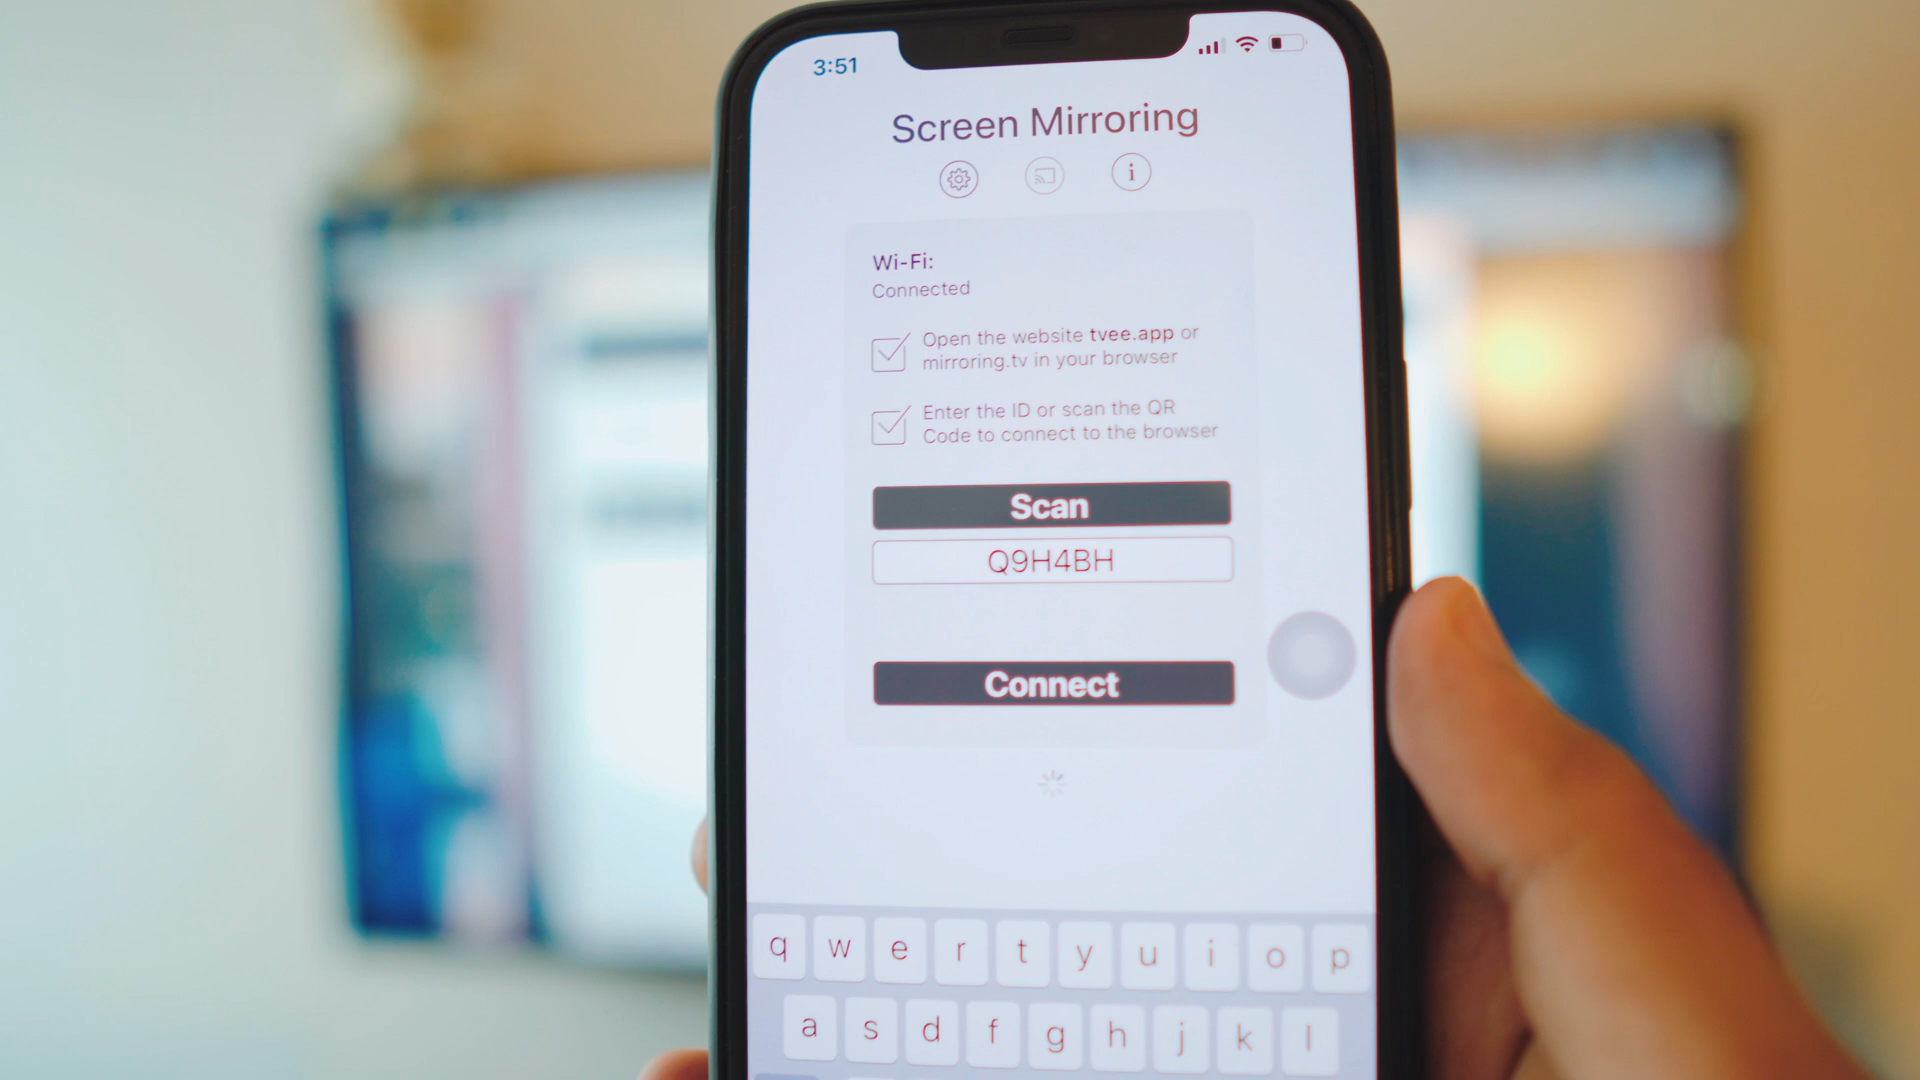 3:51
Screen Mirroring
i
Wi-Fi:
Connected
Open the website tvee.app or
mirroring.tv in your browser
Enter the ID or scan the QR
Code to connect to the browser
Scan
Q9H4BH
Connect
q w e r t y u i o p
a s d f g h j k l